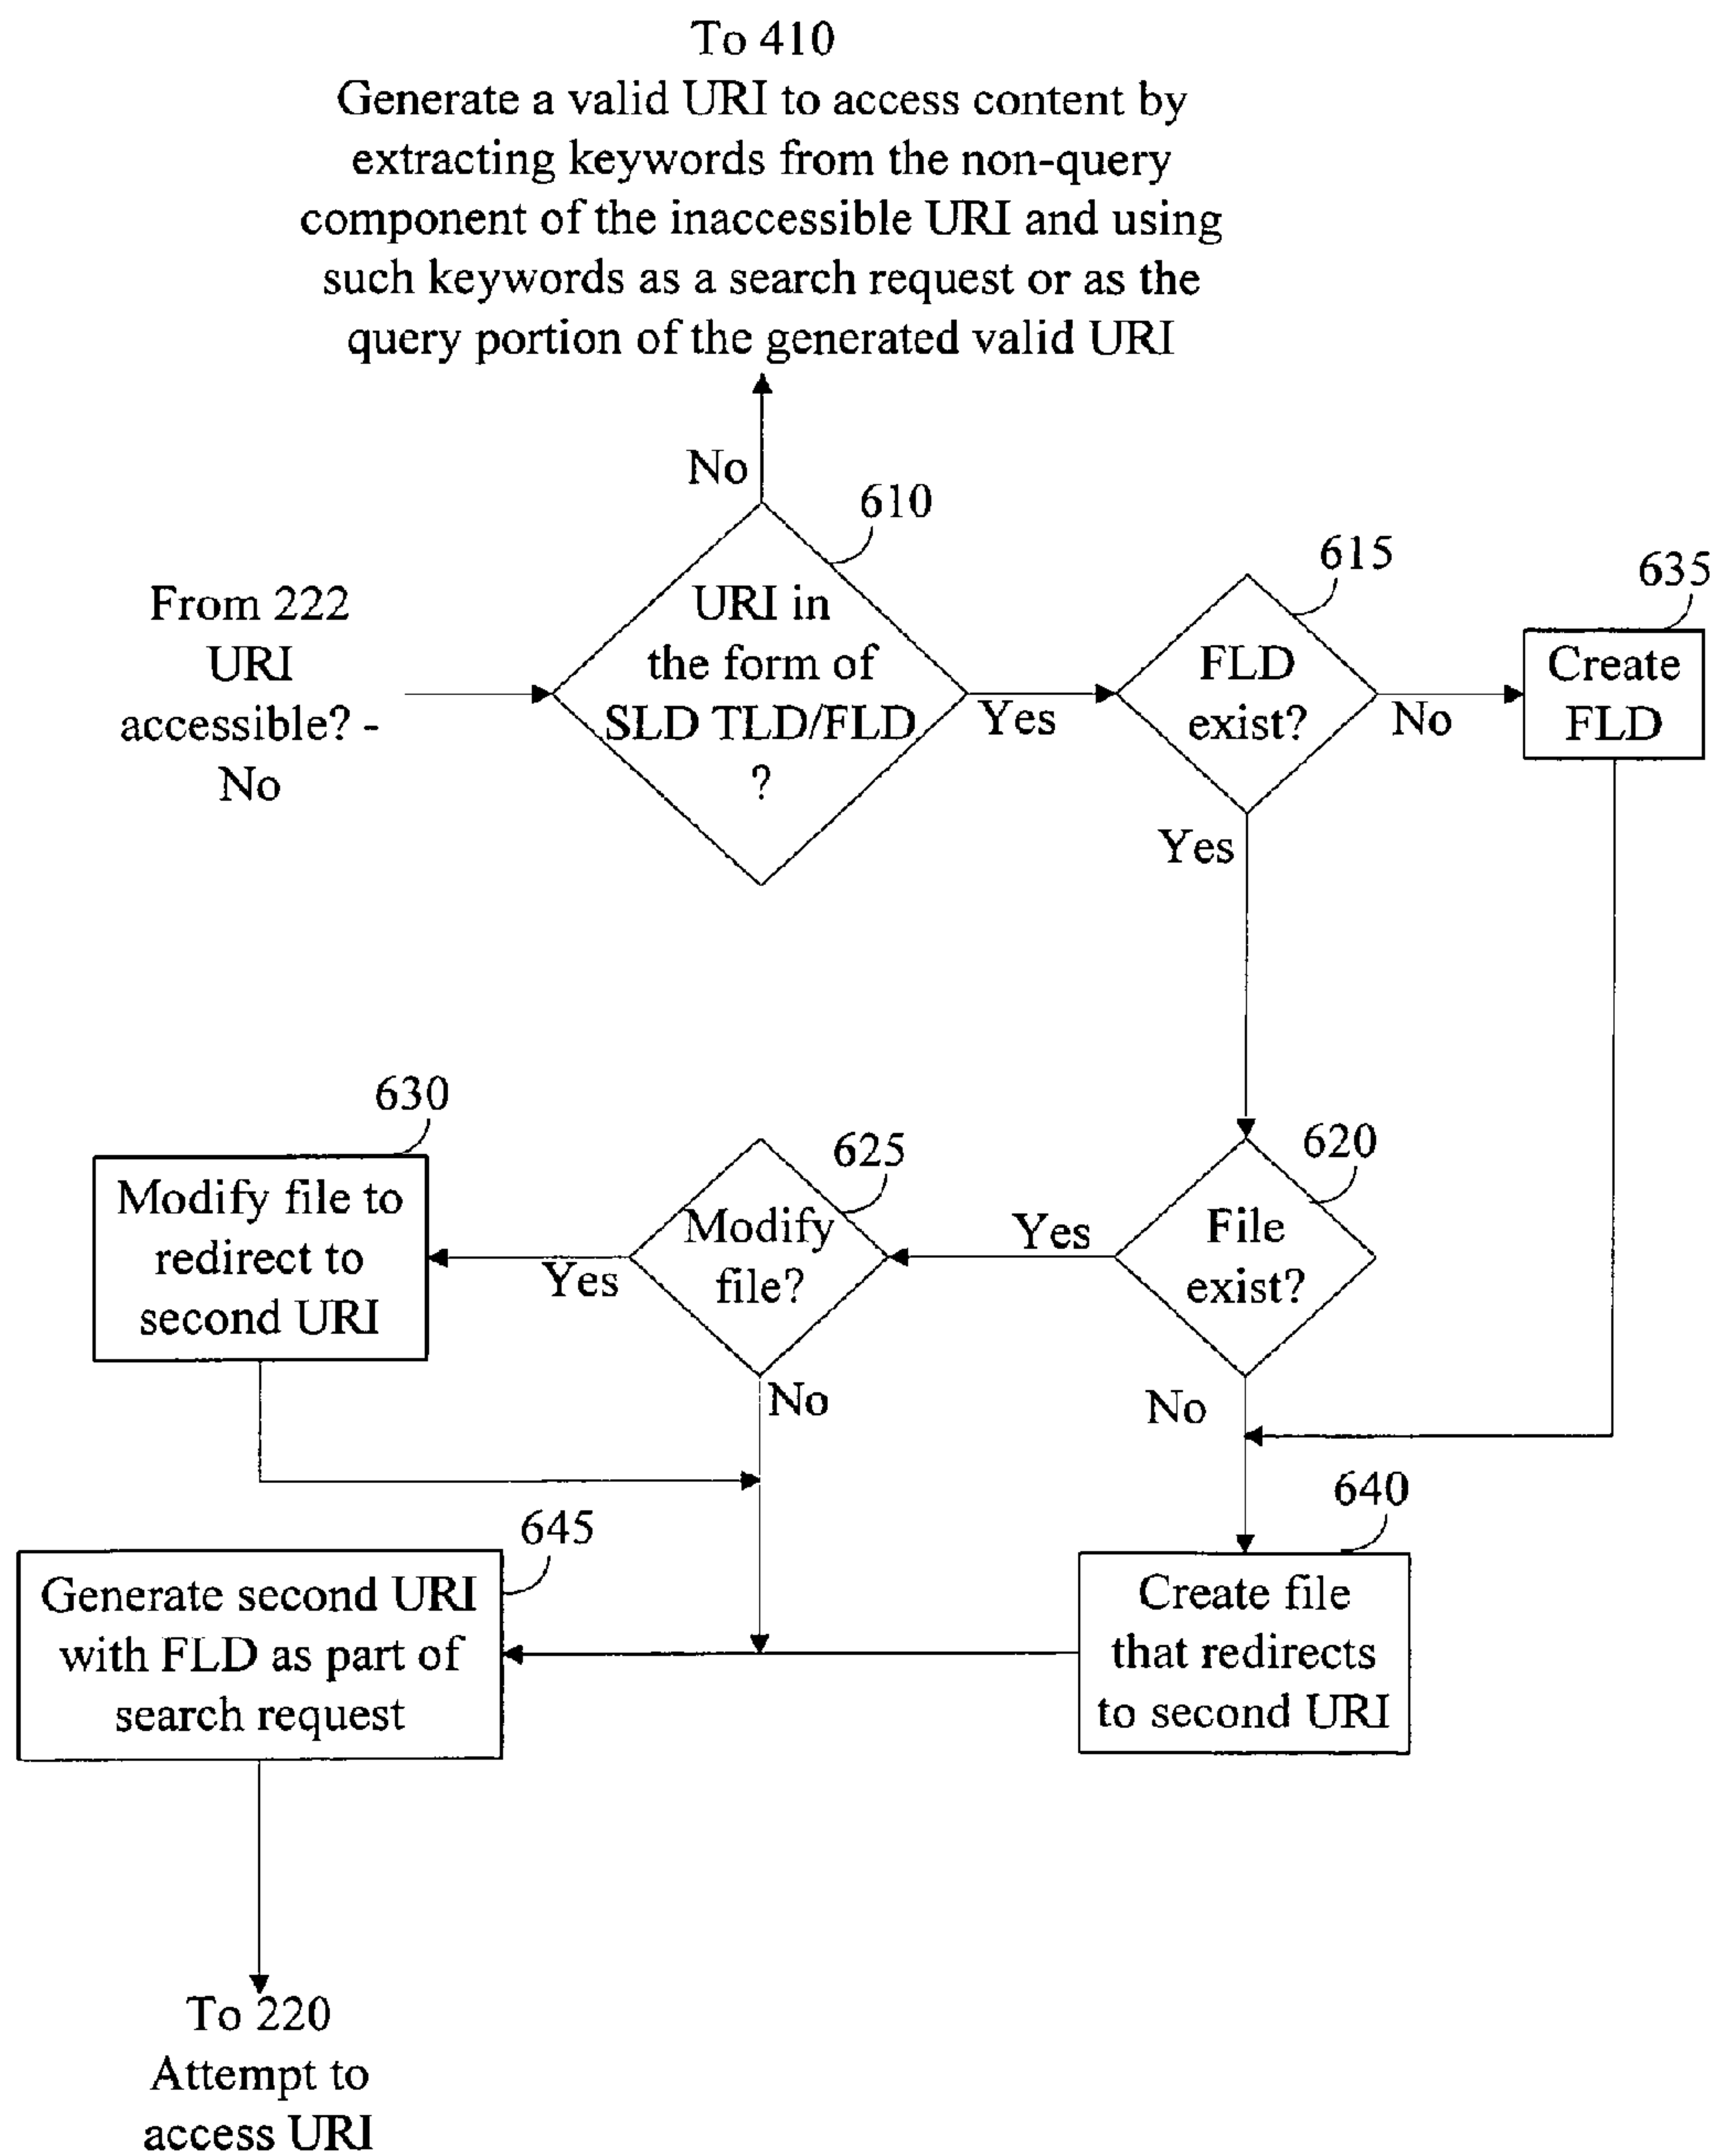 To 410
Generate a valid URI to access content by
extracting keywords from the non-query
component of the inaccessible URI and using
such keywords as a search request or as the
query portion of the generated valid URI
No
610
615
635
From 222
URI
accessible? -
No
URI in
the form of
SLD TLD/FLD
?
Yes
FLD
exist?
No
Create
FLD
Yes
630
625
620
Modify file to
redirect to
second URI
Yes
Modify
file?
Yes
File
exist?
No
No
645
640
Generate second URI
with FLD as part of
search request
Create file
that redirects
to second URI
To 220
Attempt to
access URI